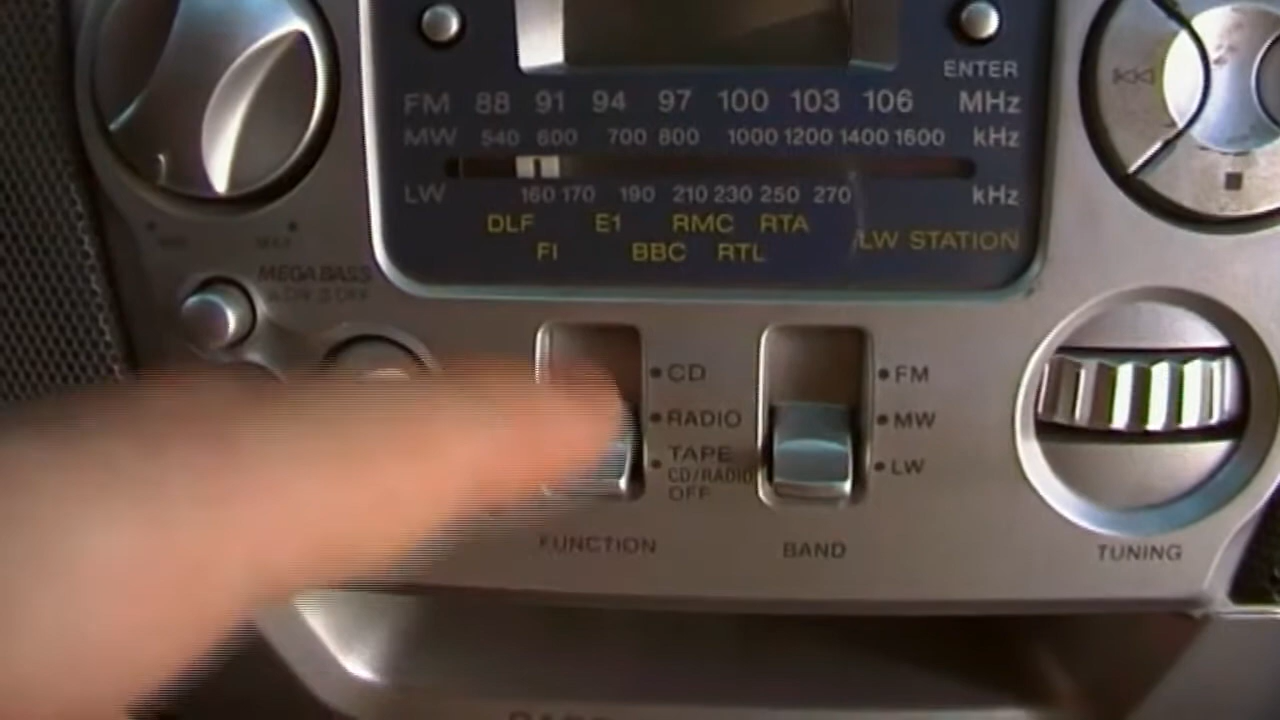 ENTER
FM 88 91 94 97 100 103 106 MHz
MW 540 600 700 800 1000 1200 1400 1600 kHz
LW 160 170 190 210 230 250 270 kHz
DLF E1 RMC RTA
FI BBC RTL LW STATION
MAX
MEGA BASS
CD
RADIO
TAPE
CD/RADIO
OFF
FUNCTION
FM
MW
LW
BAND
TUNING